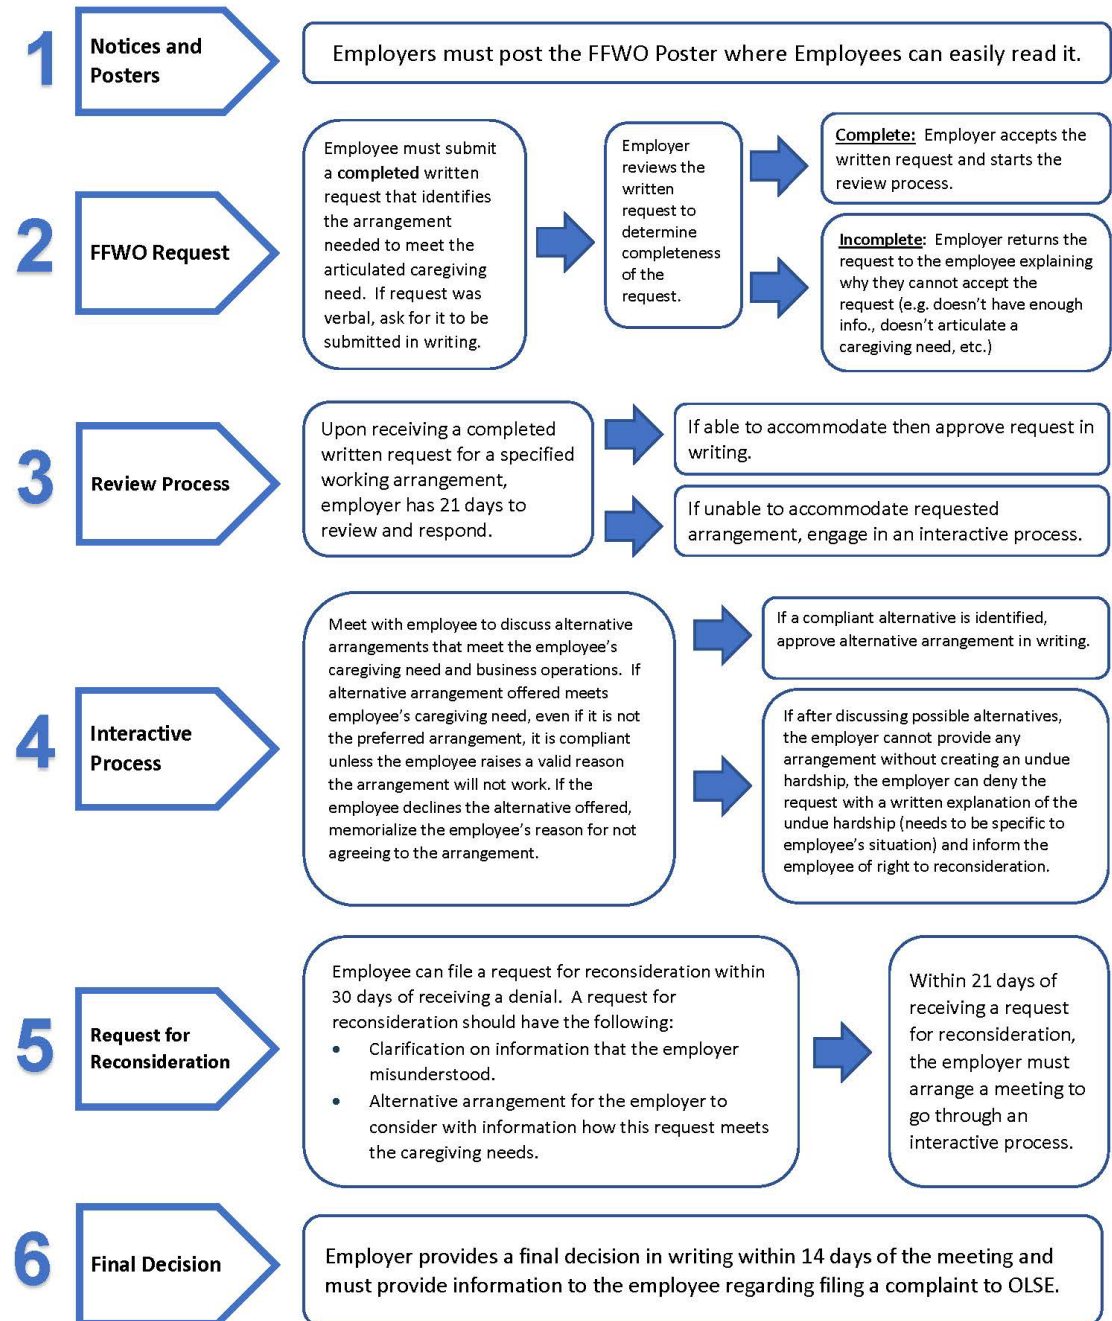 1
Notices and
Posters
Employers must post the FFWO Poster where Employees can easily read it.
2
FFWO Request
Employee must submit
a completed written
request that identifies
the arrangement
needed to meet the
articulated caregiving
need.  If request was
verbal, ask for it to be
submitted in writing.
Employer
reviews the
written
request to
determine
completeness
of the
request.
Complete:  Employer accepts the
written request and starts the
review process.
Incomplete:  Employer returns the
request to the employee explaining
why they cannot accept the
request (e.g. doesn't have enough
info., doesn't articulate a
caregiving need, etc.)
3
Review Process
Upon receiving a completed
written request for a specified
working arrangement,
employer has 21 days to
review and respond.
If able to accommodate then approve request in
writing.
If unable to accommodate requested
arrangement, engage in an interactive process.
4
Interactive
Process
Meet with employee to discuss alternative
arrangements that meet the employee's
caregiving need and business operations.  If
alternative arrangement offered meets
employee's caregiving need, even if it is not
the preferred arrangement, it is compliant
unless the employee raises a valid reason
the arrangement will not work. If the
employee declines the alternative offered,
memorialize the employee's reason for not
agreeing to the arrangement.
If a compliant alternative is identified,
approve alternative arrangement in writing.
If after discussing possible alternatives,
the employer cannot provide any
arrangement without creating an undue
hardship, the employer can deny the
request with a written explanation of the
undue hardship (needs to be specific to
employee's situation) and inform the
employee of right to reconsideration.
5
Request for
Reconsideration
Employee can file a request for reconsideration within
30 days of receiving a denial.  A request for
reconsideration should have the following:
• Clarification on information that the employer
misunderstood.
• Alternative arrangement for the employer to
consider with information how this request meets
the caregiving needs.
Within 21 days of
receiving a request
for reconsideration,
the employer must
arrange a meeting to
go through an
interactive process.
6
Final Decision
Employer provides a final decision in writing within 14 days of the meeting and
must provide information to the employee regarding filing a complaint to OLSE.